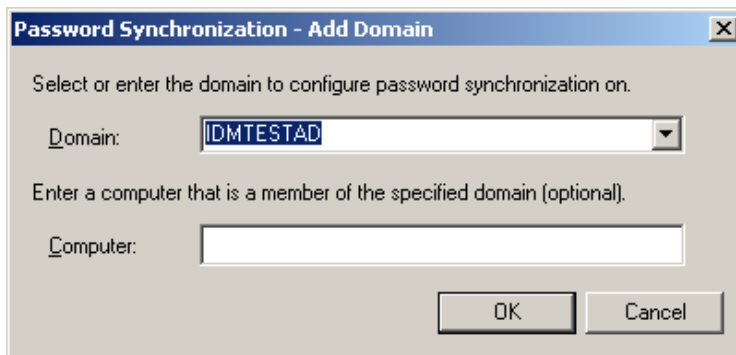 Password Synchronization - Add Domain
Select or enter the domain to configure password synchronization on.
Domain: IDMTESTAD
Enter a computer that is a member of the specified domain (optional).
Computer:
OK Cancel